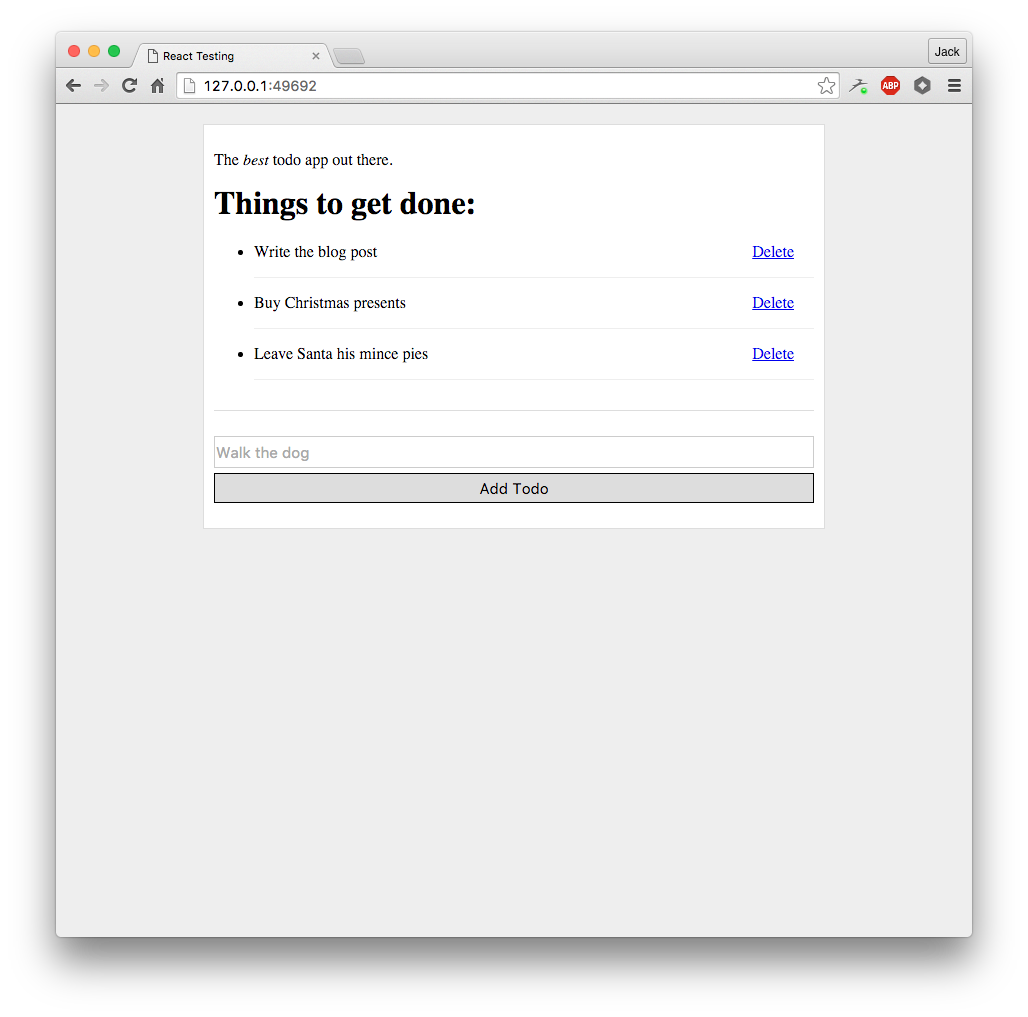 React Testing
Jack
127.0.0.1:49692
ABP
The best todo app out there.
Things to get done:
Write the blog post Delete
Buy Christmas presents Delete
Leave Santa his mince pies Delete
Walk the dog
Add Todo